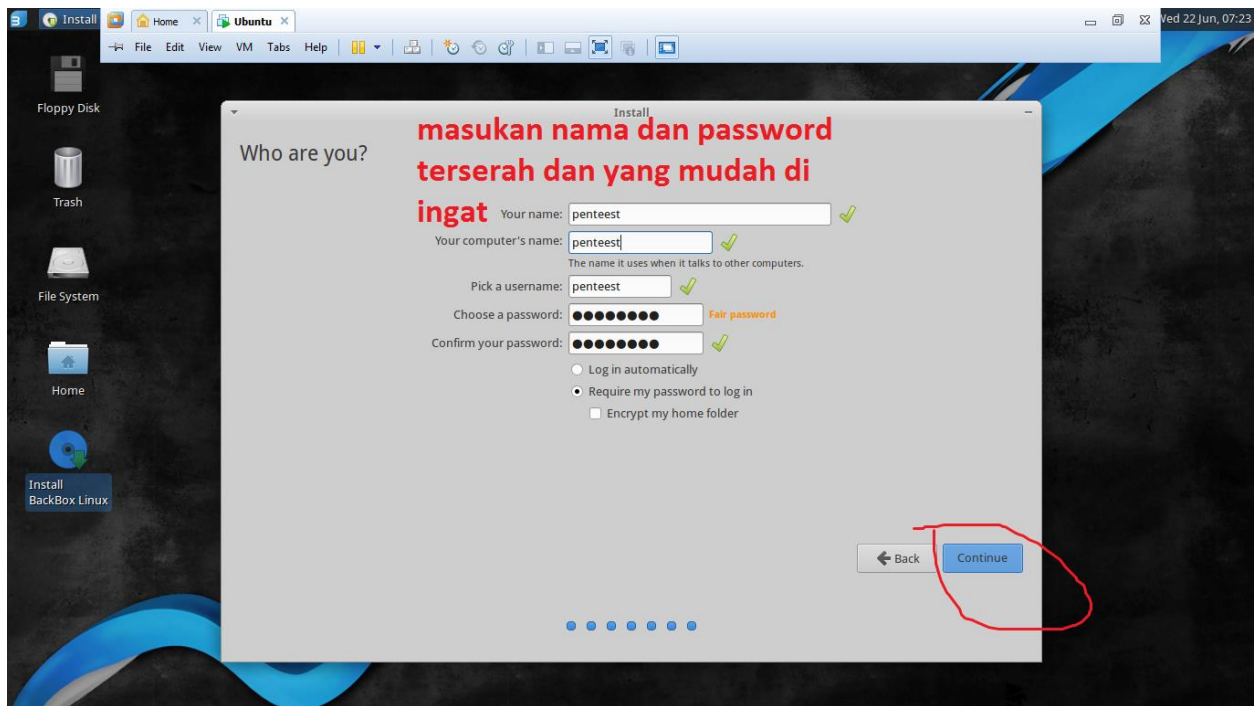 Install
Home
Ubuntu
Wed 22 Jun, 07:23
File Edit View VM Tabs Help
Floppy Disk
Trash
File System
Home
Install
BackBox Linux
Install
masukan nama dan password
terserah dan yang mudah di
ingat
Who are you?
Your name: penteest
Your computer's name: penteest
The name it uses when it talks to other computers.
Pick a username: penteest
Choose a password: ●●●●●●●● Fair password
Confirm your password: ●●●●●●●●
Log in automatically
Require my password to log in
Encrypt my home folder
Back
Continue